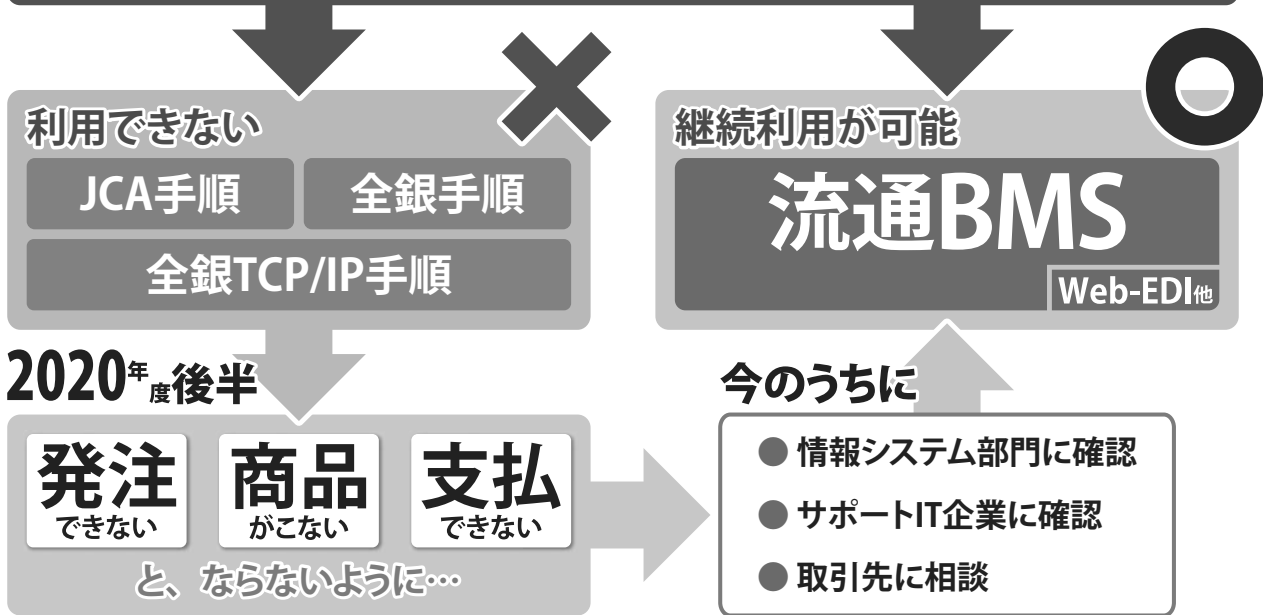 利用できない
JCA手順
全銀手順
全銀TCP/IP手順
継続利用が可能
流通BMS
Web-EDI他
2020年度後半
発注
できない
商品
がこない
支払
できない
と、ならないように…
今のうちに
● 情報システム部門に確認
● サポートIT企業に確認
● 取引先に相談